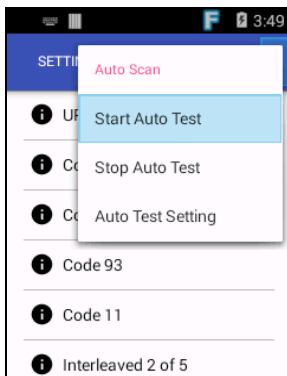 F 3:49
SETTI
Auto Scan
Start Auto Test
Stop Auto Test
Auto Test Setting
Code 93
Code 11
Interleaved 2 of 5